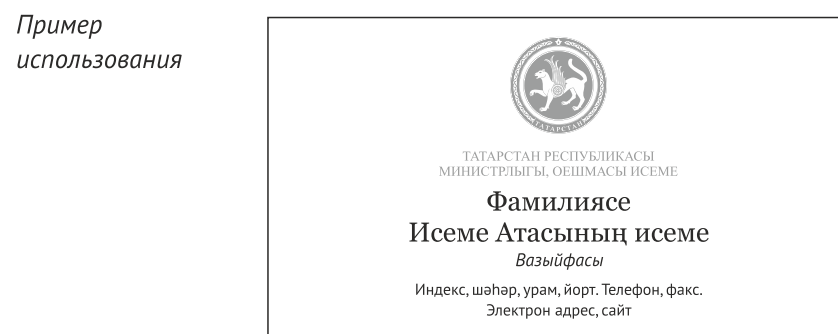 Пример
использования
ТАТАРСТАН
ТАТАРСТАН РЕСПУБЛИКАСЫ
МИНИСТРЛЫГЫ, ОЕШМАСЫ ИСЕМЕ
Фамилиясе
Исеме Атасының исеме
Вазыйфасы
Индекс, шәһәр, урам, йорт. Телефон, факс.
Электрон адрес, сайт